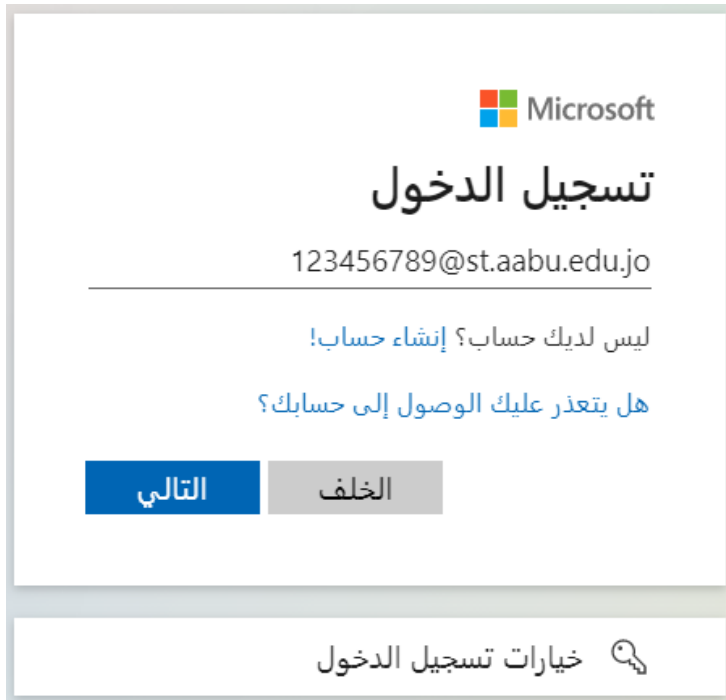 Microsoft
تسجيل الدخول
123456789@st.aabu.edu.jo
ليس لديك حساب؟ إنشاء حساب!
هل يتعذر عليك الوصول إلى حسابك؟
الخلف التالي
خيارات تسجيل الدخول